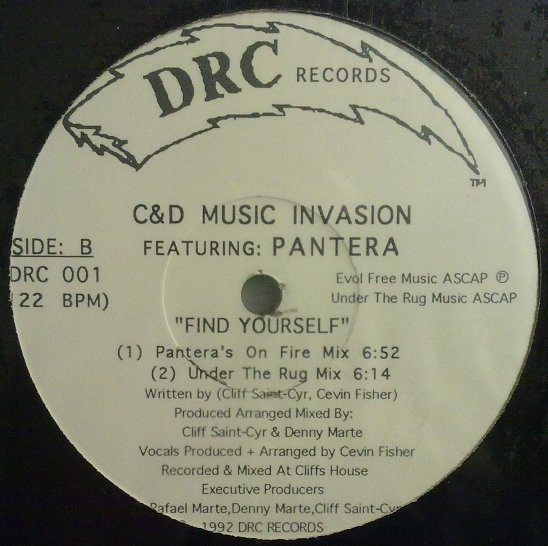 DRC RECORDS
TM
C&D MUSIC INVASION
SIDE: B
FEATURING: PANTERA
DRC 001
22 BPM)
Evol Free Music ASCAP ℗
Under The Rug Music ASCAP
"FIND YOURSELF"
(1) Pantera's On Fire Mix 6:52
(2) Under The Rug Mix 6:14
Written by (Cliff Saint-Cyr, Cevin Fisher)
Produced Arranged Mixed By:
Cliff Saint-Cyr & Denny Marte
Vocals Produced + Arranged by Cevin Fisher
Recorded & Mixed At Cliffs House
Executive Producers
Rafael Marte,Denny Marte,Cliff Saint-Cyr
1992 DRC RECORDS